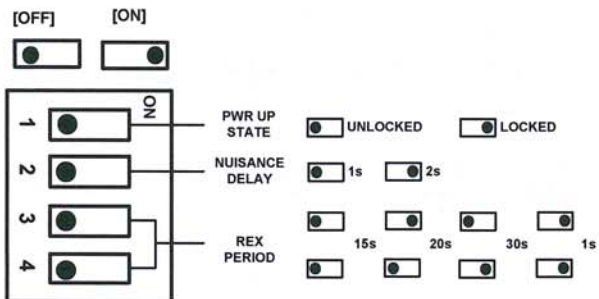 [OFF] [ON]
ON
1 PWR UP STATE UNLOCKED LOCKED
2 NUISANCE DELAY 1s 2s
3
4
REX PERIOD 15s 20s 30s 1s